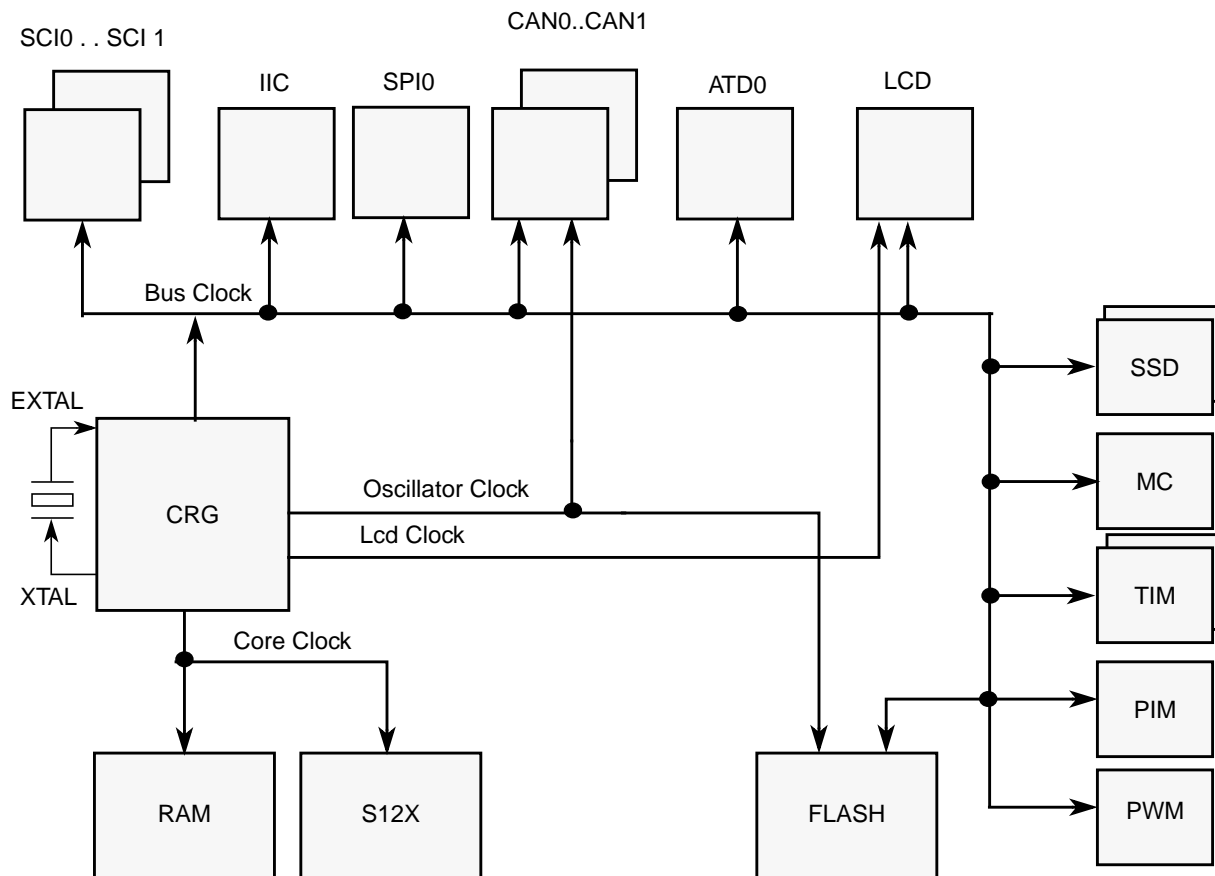 CAN0..CAN1
SCI0 . . SCI 1
IIC
SPI0
ATD0
LCD
Bus Clock
SSD
EXTAL
MC
Oscillator Clock
CRG
Lcd Clock
XTAL
TIM
Core Clock
PIM
RAM
S12X
FLASH
PWM